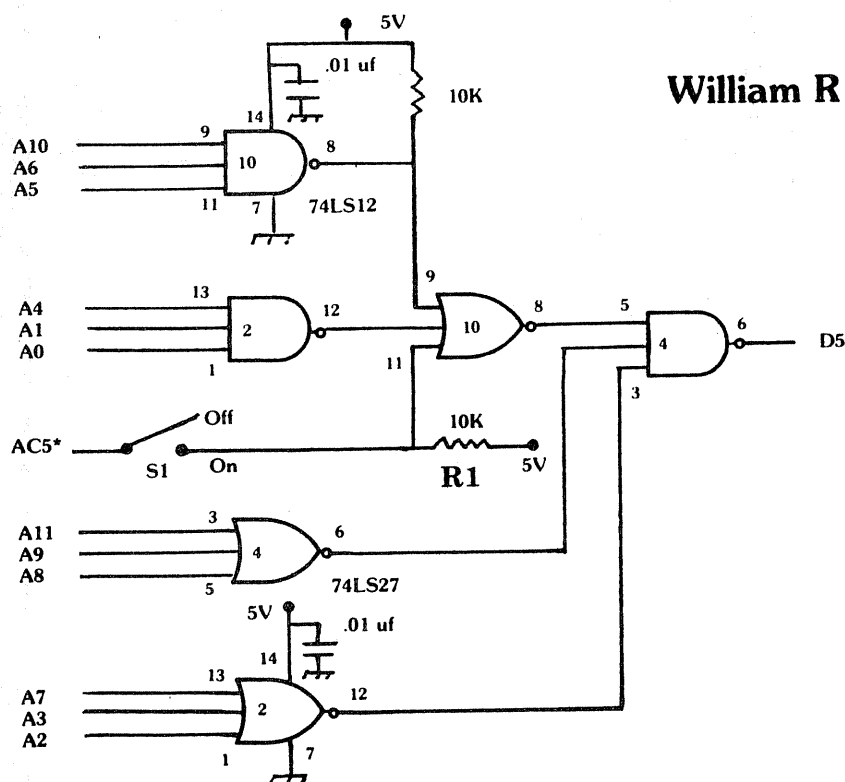 5V
.01 uf
10K
William R
14
9
8
A10
A6
A5
10
11
7
74LS12
9
13
12
8
5
A4
A1
A0
2
10
6
4
D5
1
11
3
Off
10K
AC5*
S1
On
R1
5V
3
6
A11
A9
A8
4
5
74LS27
5V
.01 uf
14
13
12
A7
A3
A2
2
1
7